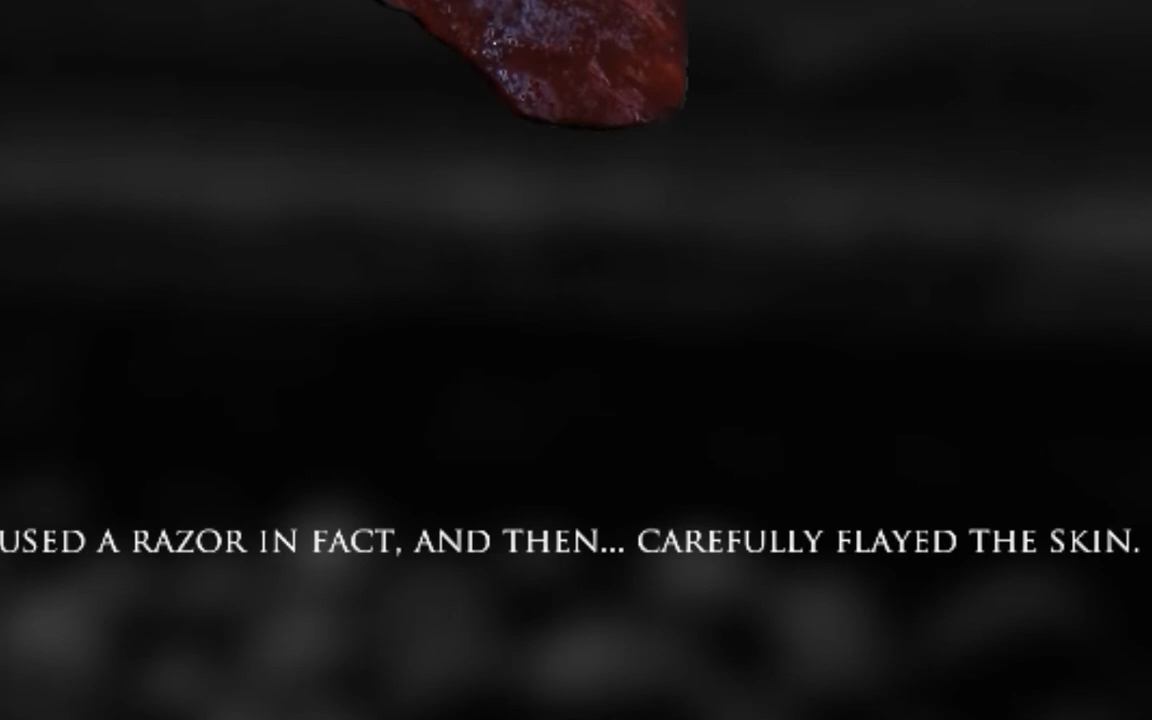 USED A RAZOR IN FACT, AND THEN... CAREFULLY FLAYED THE SKIN.